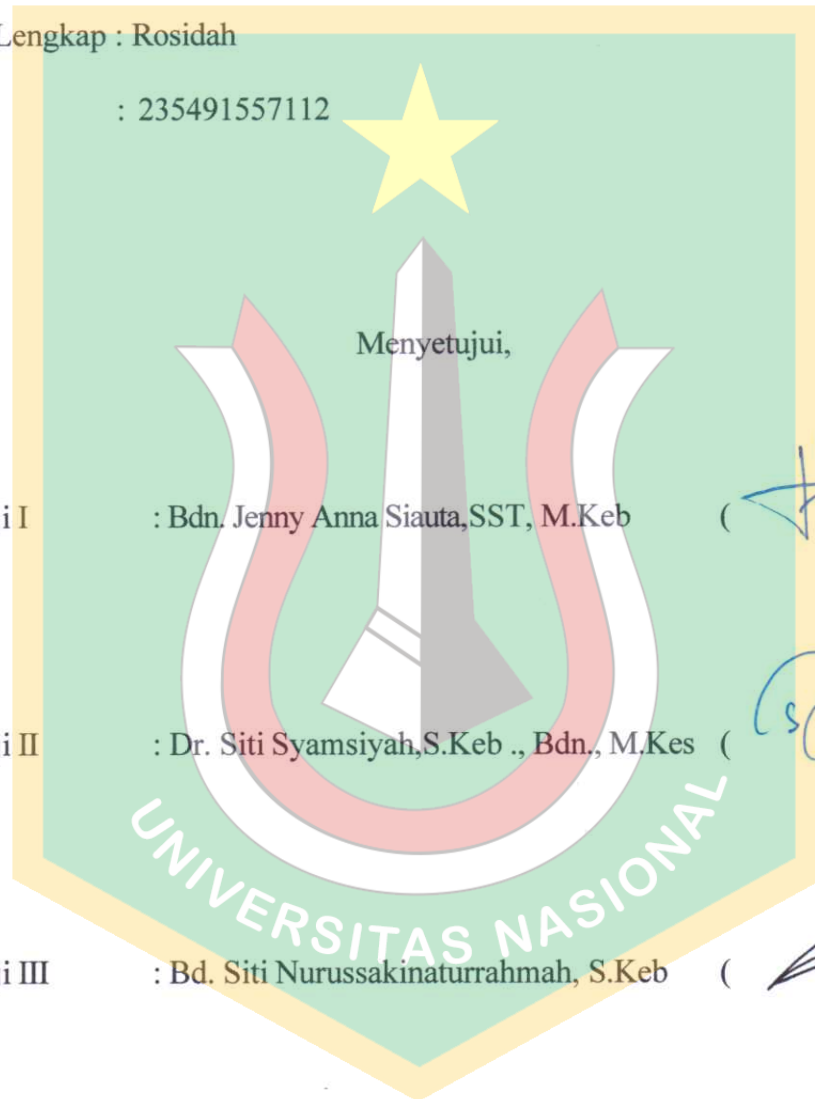 Lengkap : Rosidah
: 235491557112
Menyetujui,
i I : Bdn. Jenny Anna Siauta,SST, M.Keb (
i II : Dr. Siti Syamsiyah,S.Keb ., Bdn., M.Kes (
ji III : Bd. Siti Nurussakinaturrahmah, S.Keb (
UNIVERSITAS NASIONAL